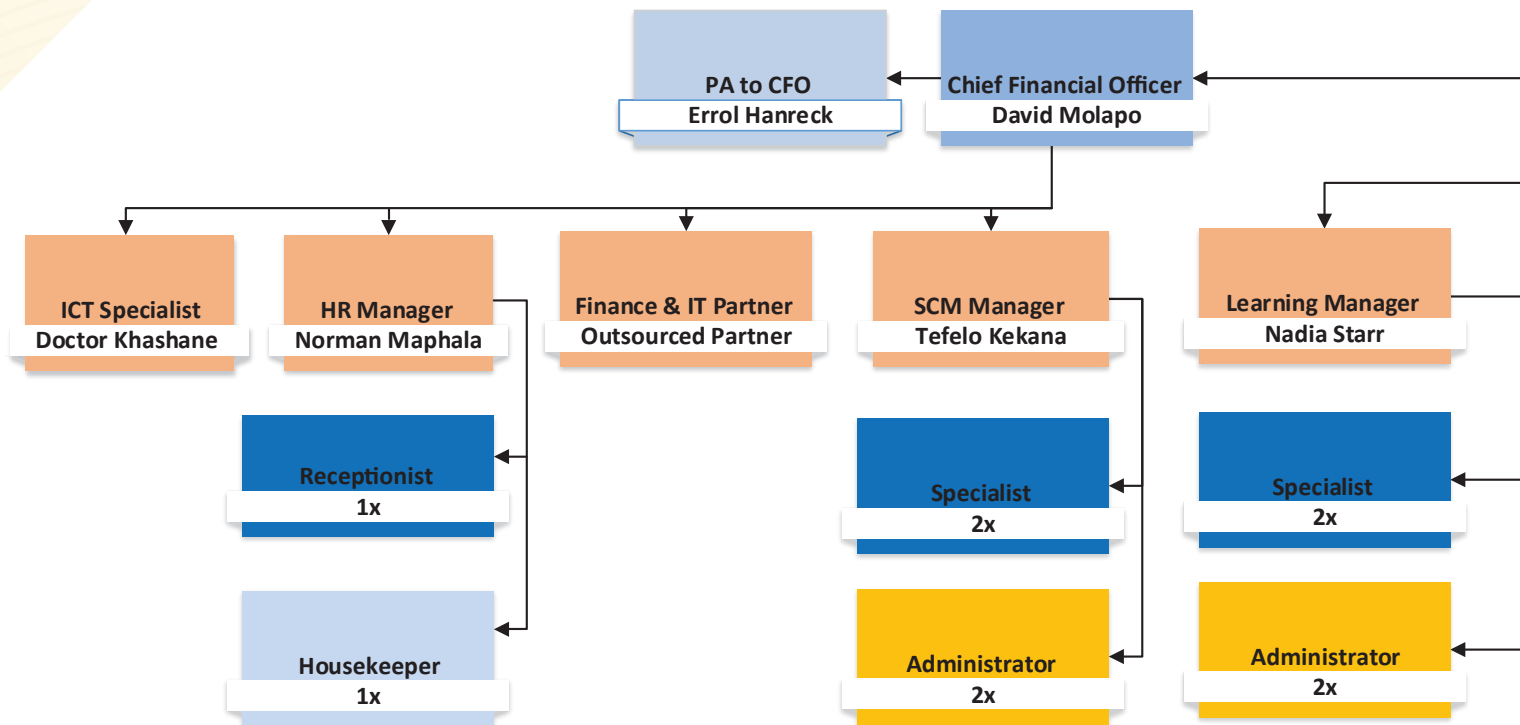 PA to CFO
Errol Hanreck
Chief Financial Officer
David Molapo
ICT Specialist
Doctor Khashane
HR Manager
Norman Maphala
Finance & IT Partner
Outsourced Partner
SCM Manager
Tefelo Kekana
Learning Manager
Nadia Starr
Receptionist
1x
Specialist
2x
Specialist
2x
Housekeeper
1x
Administrator
2x
Administrator
2x